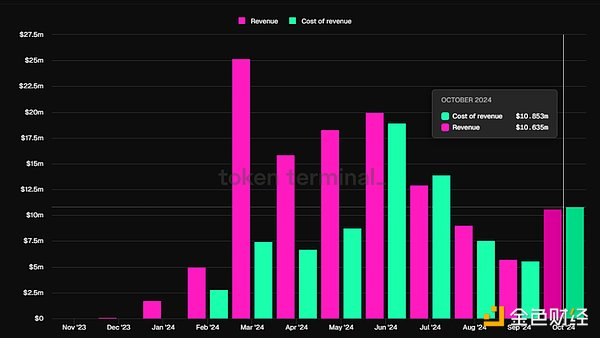 Revenue Cost of revenue
$27.5m
$25m
$22.5m
$20m
$17.5m
$15m
$12.5m
$10m
$7.5m
$5m
$2.5m
$0
OCTOBER 2024
Cost of revenue $10.853m
Revenue $10.635m
token terminal_
金色财经
Nov '23 Dec '23 Jan '24 Feb '24 Mar '24 Apr '24 May '24 Jun '24 Jul '24 Aug '24 Sep '24 Oct '24